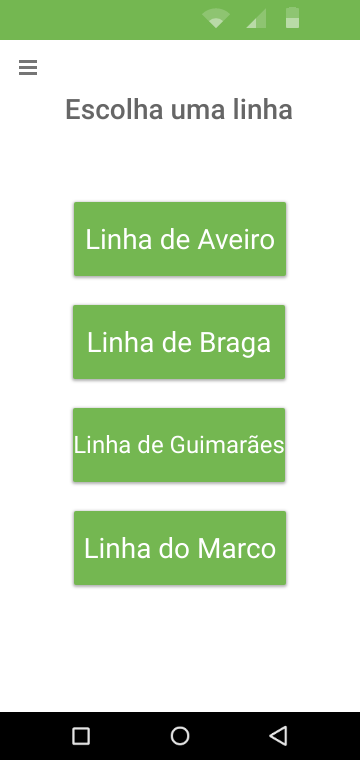 Escolha uma linha
Linha de Aveiro
Linha de Braga
Linha de Guimarães
Linha do Marco